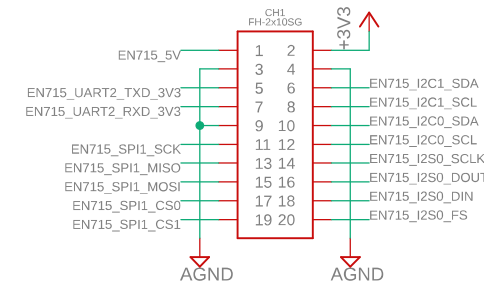 CH1
FH-2x10SG
+3V3
EN715_5V 1 2
3 4
EN715_UART2_TXD_3V3 5 6 EN715_I2C1_SDA
EN715_UART2_RXD_3V3 7 8 EN715_I2C1_SCL
9 10 EN715_I2C0_SDA
EN715_SPI1_SCK 11 12 EN715_I2C0_SCL
EN715_SPI1_MISO 13 14 EN715_I2S0_SCLK
EN715_SPI1_MOSI 15 16 EN715_I2S0_DOUT
EN715_SPI1_CS0 17 18 EN715_I2S0_DIN
EN715_SPI1_CS1 19 20 EN715_I2S0_FS
AGND AGND